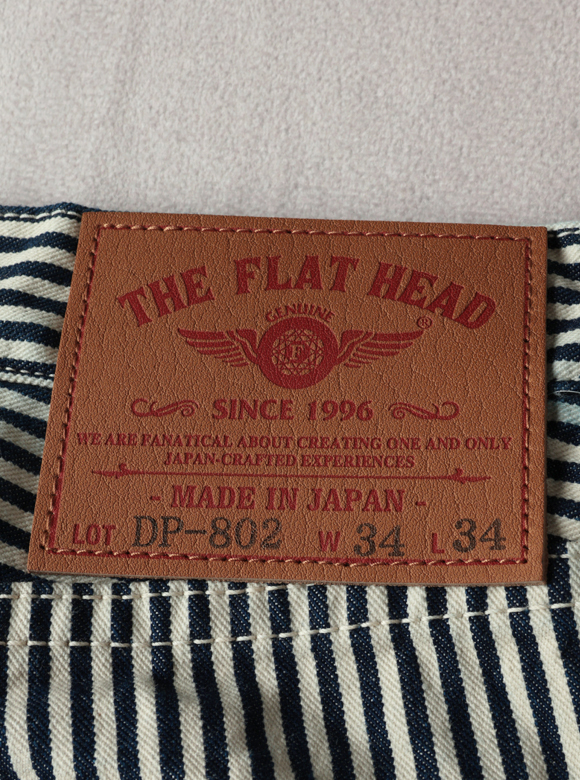 THE FLAT HEAD
GENUINE
®
F
SINCE 1996
WE ARE FANATICAL ABOUT CREATING ONE AND ONLY
JAPAN-CRAFTED EXPERIENCES
- MADE IN JAPAN -
LOT DP-802 W 34 L 34